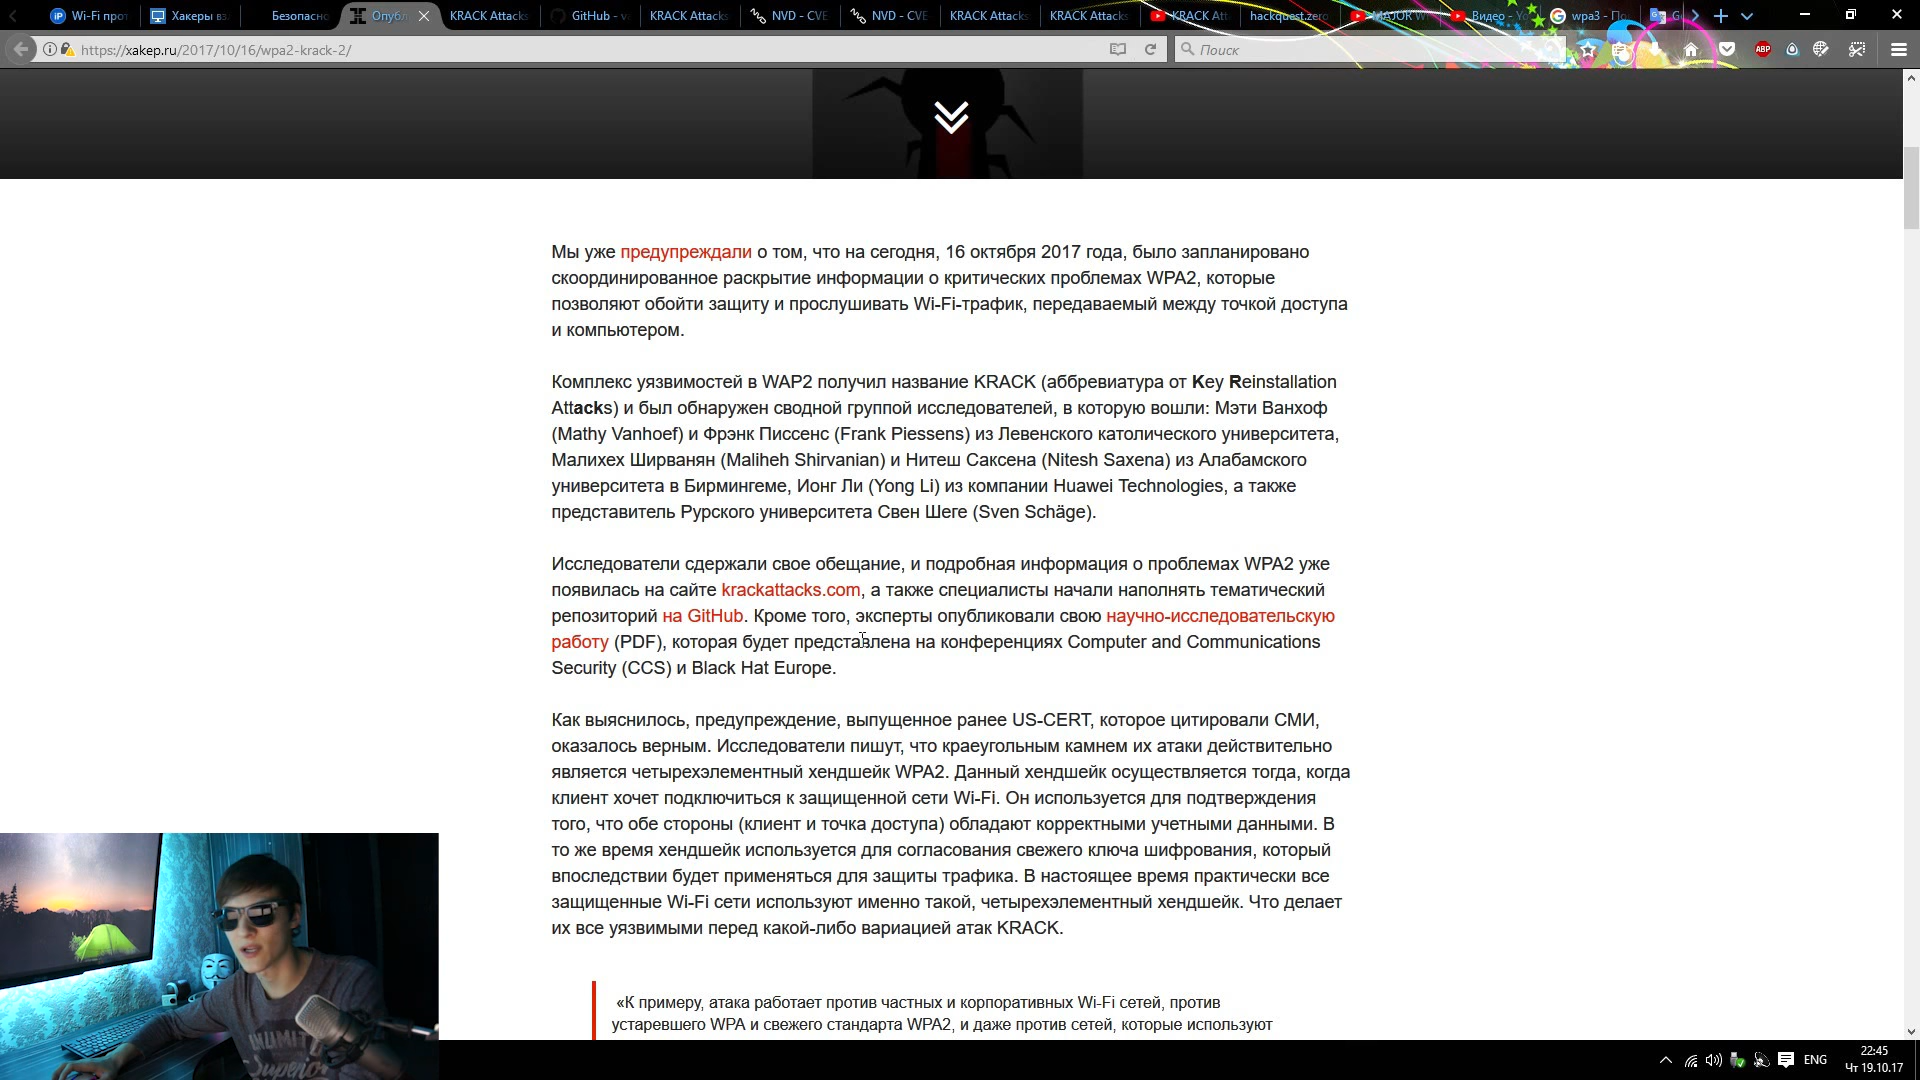 Wi-Fi прот
Хакеры вз
Безопасно
Опубл
KRACK Attacks
GitHub - v
KRACK Attacks
NVD - CVE
NVD - CVE
KRACK Attacks
KRACK Attacks
KRACK Att
hackquest.zero
MAJOR W
Видео - Yo
wpa3 - По
https://xakep.ru/2017/10/16/wpa2-krack-2/
Поиск
ABP
Мы уже предупреждали о том, что на сегодня, 16 октября 2017 года, было запланировано
скоординированное раскрытие информации о критических проблемах WPA2, которые
позволяют обойти защиту и прослушивать Wi-Fi-трафик, передаваемый между точкой доступа
и компьютером.
Комплекс уязвимостей в WAP2 получил название KRACK (аббревиатура от Key Reinstallation
Attacks) и был обнаружен сводной группой исследователей, в которую вошли: Мэти Ванхоф
(Mathy Vanhoef) и Фрэнк Писсенс (Frank Piessens) из Левенского католического университета,
Малихех Ширванян (Maliheh Shirvanian) и Нитеш Саксена (Nitesh Saxena) из Алабамского
университета в Бирмингеме, Ионг Ли (Yong Li) из компании Huawei Technologies, а также
представитель Рурского университета Свен Шеге (Sven Schäge).
Исследователи сдержали свое обещание, и подробная информация о проблемах WPA2 уже
появилась на сайте krackattacks.com, а также специалисты начали наполнять тематический
репозиторий на GitHub. Кроме того, эксперты опубликовали свою научно-исследовательскую
работу (PDF), которая будет представлена на конференциях Computer and Communications
Security (CCS) и Black Hat Europe.
Как выяснилось, предупреждение, выпущенное ранее US-CERT, которое цитировали СМИ,
оказалось верным. Исследователи пишут, что краеугольным камнем их атаки действительно
является четырехэлементный хендшейк WPA2. Данный хендшейк осуществляется тогда, когда
клиент хочет подключиться к защищенной сети Wi-Fi. Он используется для подтверждения
того, что обе стороны (клиент и точка доступа) обладают корректными учетными данными. В
то же время хендшейк используется для согласования свежего ключа шифрования, который
впоследствии будет применяться для защиты трафика. В настоящее время практически все
защищенные Wi-Fi сети используют именно такой, четырехэлементный хендшейк. Что делает
их все уязвимыми перед какой-либо вариацией атак KRACK.
«К примеру, атака работает против частных и корпоративных Wi-Fi сетей, против
устаревшего WPA и свежего стандарта WPA2, и даже против сетей, которые используют
ENG
22:45
Чт 19.10.17